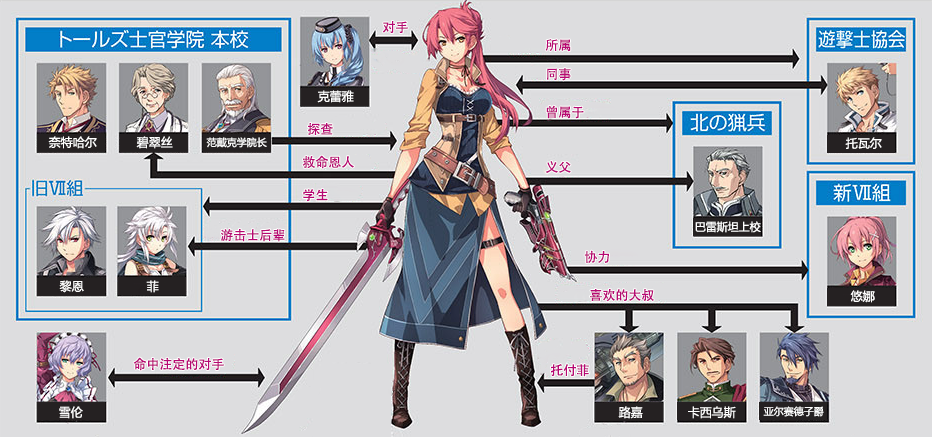 トールズ士官学院 本校
奈特哈尔
碧翠丝
范戴克学院长
旧Ⅶ組
黎恩
菲
雪伦
克蕾雅
对手
探查
救命恩人
学生
游击士后辈
命中注定的对手
所属
同事
曾属于
义父
协力
喜欢的大叔
托付菲
遊撃士協会
托瓦尔
北の猟兵
巴雷斯坦上校
新Ⅶ組
悠娜
路嘉
卡西乌斯
亚尔赛德子爵